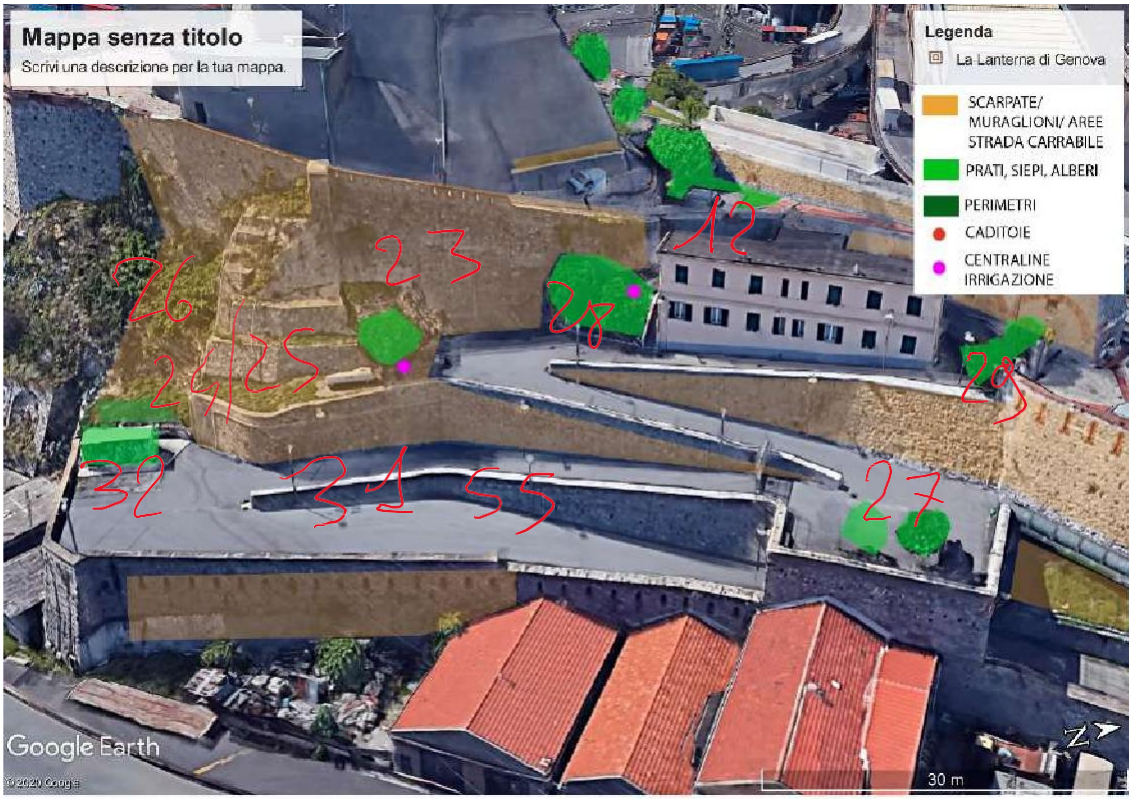 Mappa senza titolo
Scrivi una descrizione per la tua mappa.
Legenda
La Lanterna di Genova
SCARPATE/
MURAGLIONI/ AREE
STRADA CARRABILE
PRATI, SIEPI, ALBERI
PERIMETRI
CADITOIE
CENTRALINE
IRRIGAZIONE
12
23
26
28
24/25
29
32
31
55
27
Google Earth
© 2020 Google
N
30 m